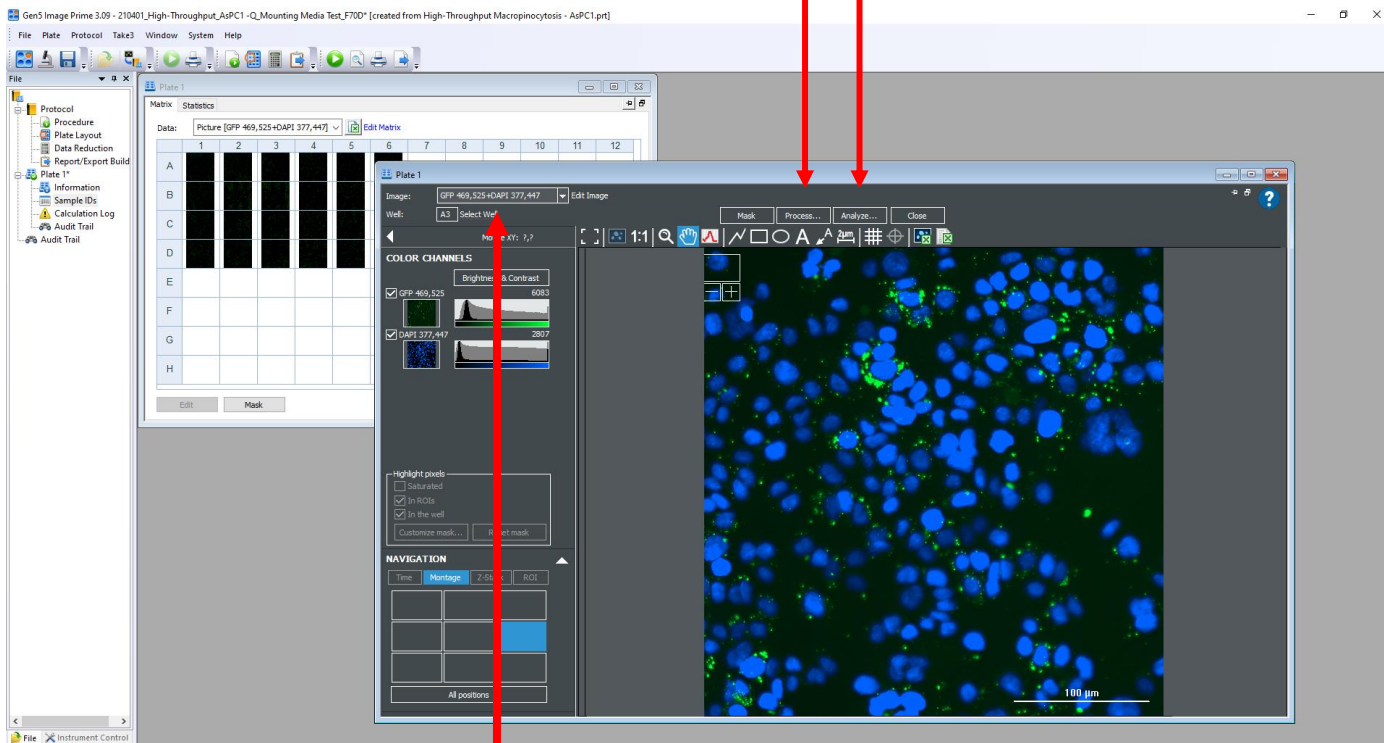 Gen5 Image Prime 3.09 - 210401_High-Throughput_AsPC1 -Q_Mounting Media Test_F70D* [created from High-Throughput Macropinocytosis - AsPC1.prt]
File Plate Protocol Take3 Window System Help
File
Protocol
Procedure
Plate Layout
Data Reduction
Report/Export Build
Plate 1*
Information
Sample IDs
Calculation Log
Audit Trail
Audit Trail
File Instrument Control
Plate 1
Matrix Statistics
Data: Picture [GFP 469,525+DAPI 377,447] Edit Matrix
1 2 3 4 5 6 7 8 9 10 11 12
A
B
C
D
E
F
G
H
Edit Mask
Plate 1
Image: GFP 469,525+DAPI 377,447 Edit Image
Well: A3 Select
Mask Process... Analyze... Close
XY: ?,?
1:1 A A 2µm
COLOR CHANNELS
Brightness & Contrast
GFP 469,525 6083
DAPI 377,447 2807
Highlight pixels
Saturated
In ROIs
In the well
Customize mask... mask
NAVIGATION
Time Montage ROI
All positions
100 µm